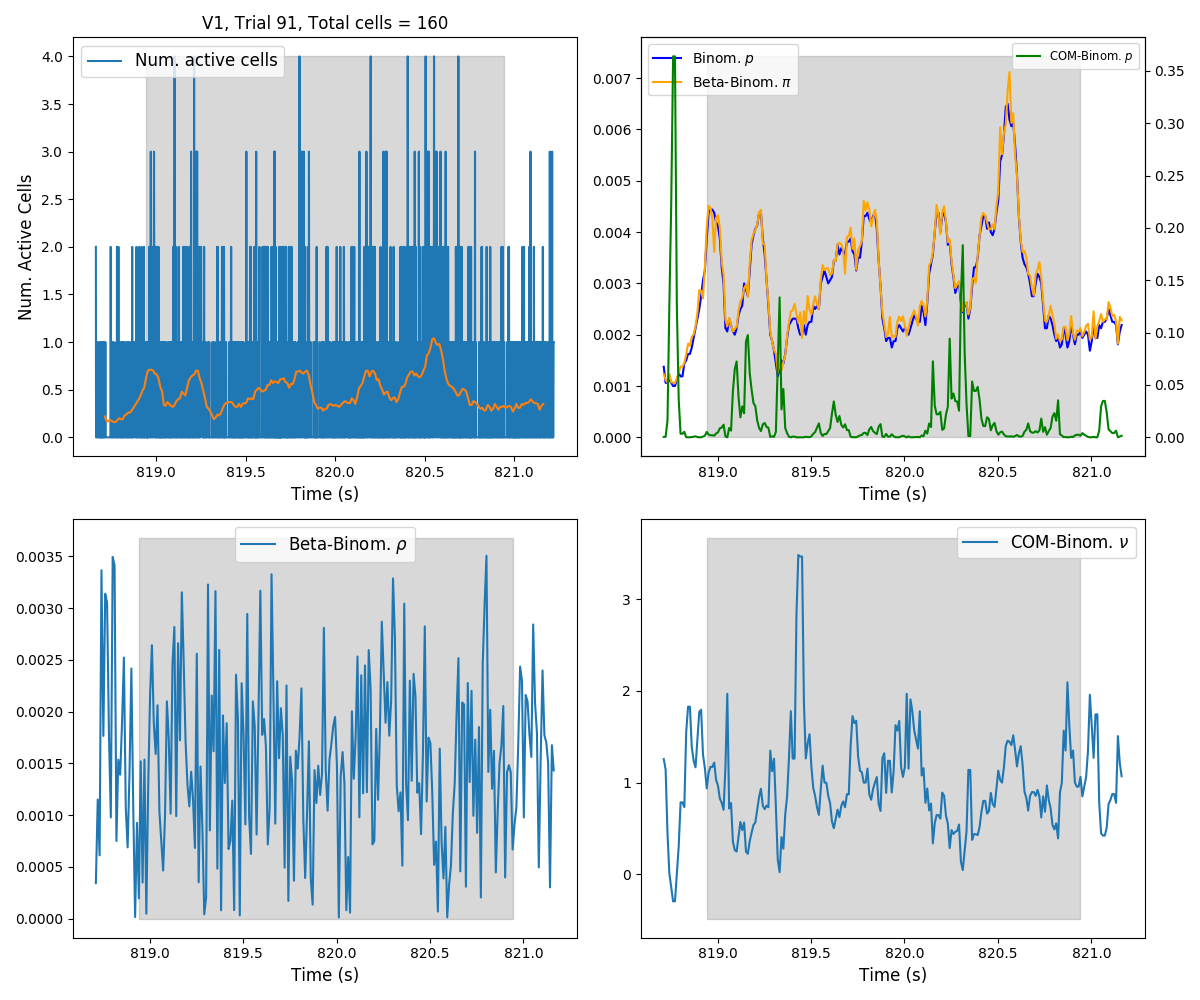 V1, Trial 91, Total cells = 160
Num. active cells
Num. Active Cells
4.0
3.5
3.0
2.5
2.0
1.5
1.0
0.5
0.0
819.0 819.5 820.0 820.5 821.0
Time (s)
Binom. p
Beta-Binom. π
COM-Binom. p
0.007
0.006
0.005
0.004
0.003
0.002
0.001
0.000
0.35
0.30
0.25
0.20
0.15
0.10
0.05
0.00
819.0 819.5 820.0 820.5 821.0
Time (s)
Beta-Binom. ρ
0.0035
0.0030
0.0025
0.0020
0.0015
0.0010
0.0005
0.0000
819.0 819.5 820.0 820.5 821.0
Time (s)
COM-Binom. ν
3
2
1
0
819.0 819.5 820.0 820.5 821.0
Time (s)